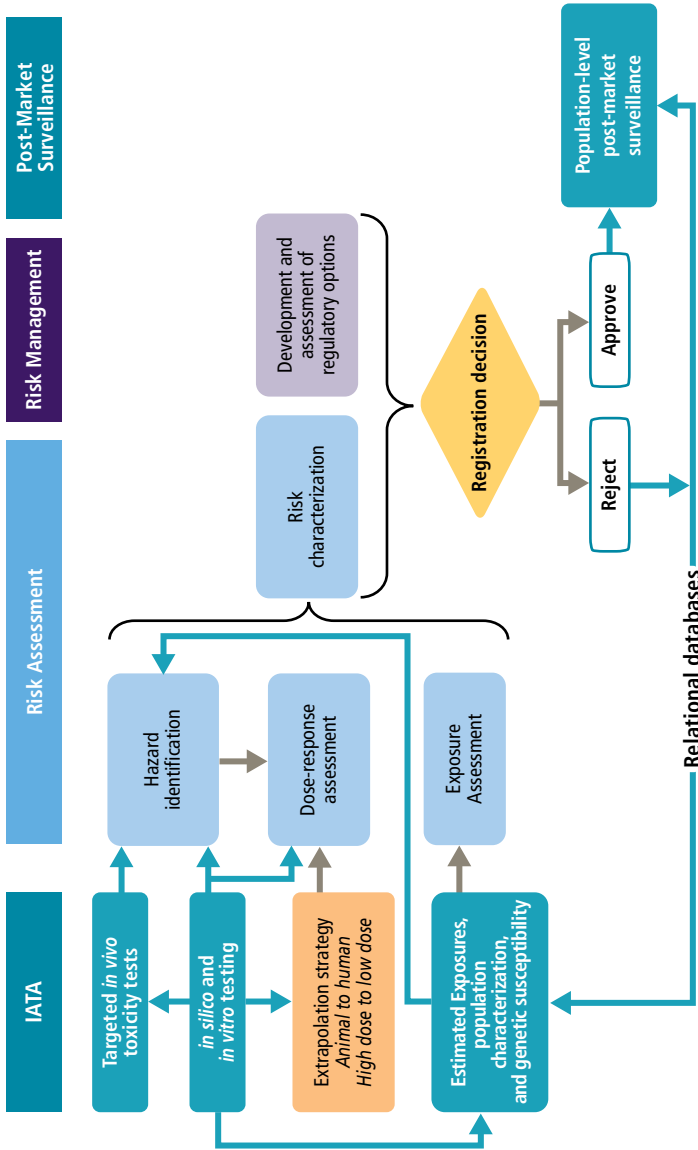 IATA
Risk Assessment
Risk Management
Post-Market
Surveillance
Targeted in vivo
toxicity tests
in silico and
in vitro testing
Extrapolation strategy
Animal to human
High dose to low dose
Estimated Exposures,
population
characterization,
and genetic susceptibility
Hazard
identification
Dose-response
assessment
Exposure
Assessment
Risk
characterization
Development and
assessment of
regulatory options
Registration decision
Reject
Approve
Population-level
post-market
surveillance
Relational databases